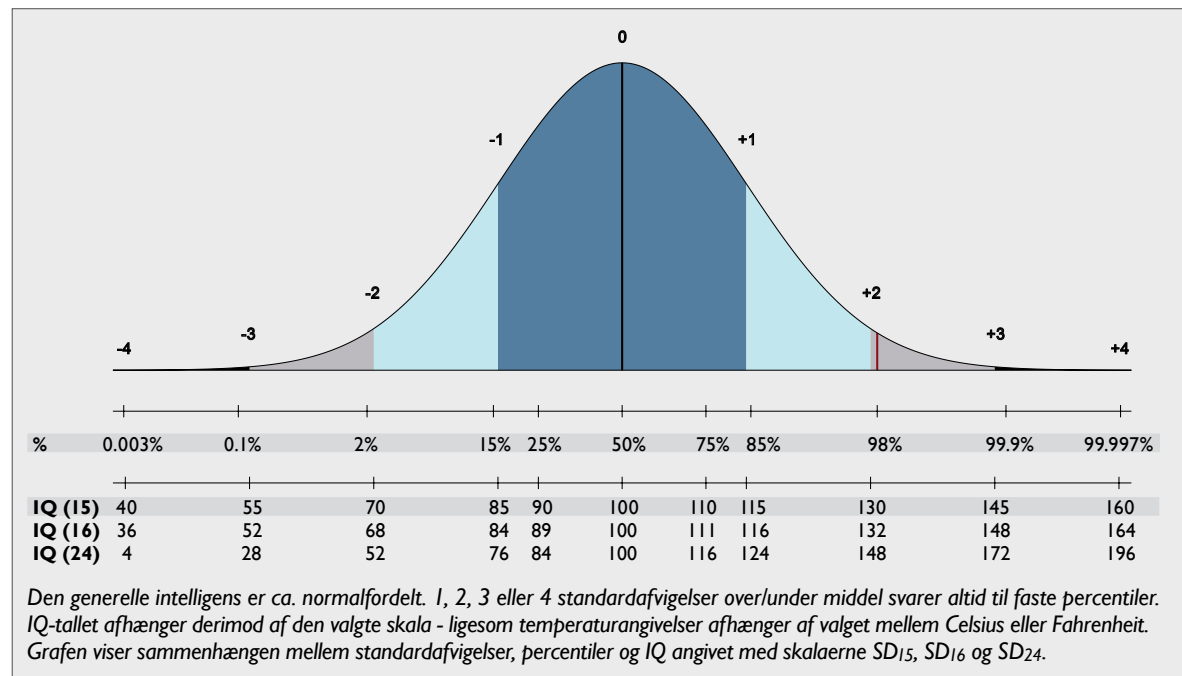 0
-1 +1
-2 +2
-3 +3
-4 +4
% 0.003% 0.1% 2% 15% 25% 50% 75% 85% 98% 99.9% 99.997%
IQ (15) 40 55 70 85 90 100 110 115 130 145 160
IQ (16) 36 52 68 84 89 100 111 116 132 148 164
IQ (24) 4 28 52 76 84 100 116 124 148 172 196
Den generelle intelligens er ca. normalfordelt. 1, 2, 3 eller 4 standardafvigelser over/under middel svarer altid til faste percentiler.
IQ-tallet afhænger derimod af den valgte skala - ligesom temperaturangivelser afhænger af valget mellem Celsius eller Fahrenheit.
Grafen viser sammenhængen mellem standardafvigelser, percentiler og IQ angivet med skalaerne SD15, SD16 og SD24.